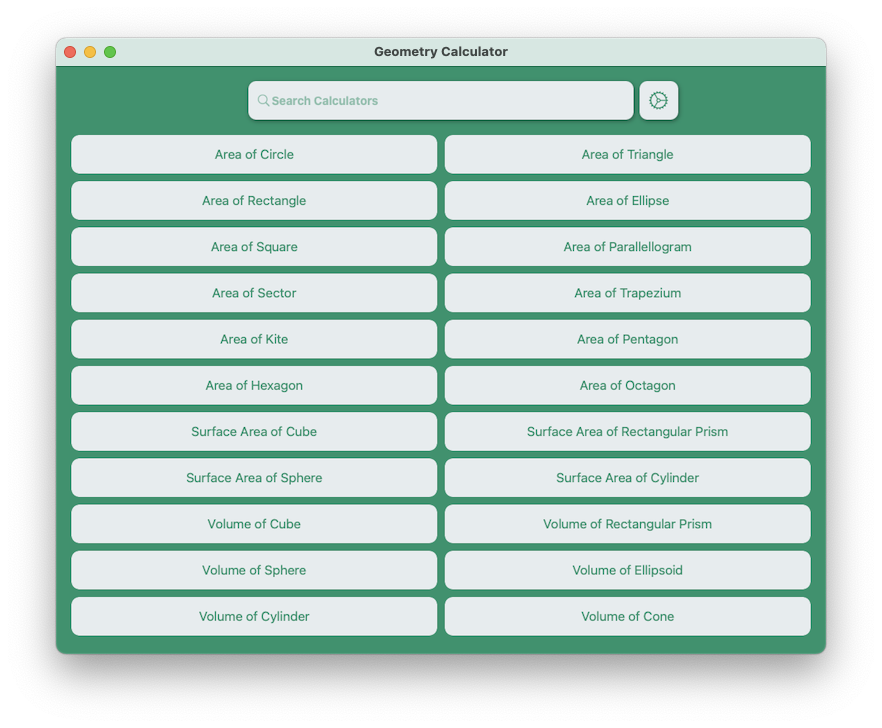 Geometry Calculator
Search Calculators
Area of Circle
Area of Triangle
Area of Rectangle
Area of Ellipse
Area of Square
Area of Parallellogram
Area of Sector
Area of Trapezium
Area of Kite
Area of Pentagon
Area of Hexagon
Area of Octagon
Surface Area of Cube
Surface Area of Rectangular Prism
Surface Area of Sphere
Surface Area of Cylinder
Volume of Cube
Volume of Rectangular Prism
Volume of Sphere
Volume of Ellipsoid
Volume of Cylinder
Volume of Cone